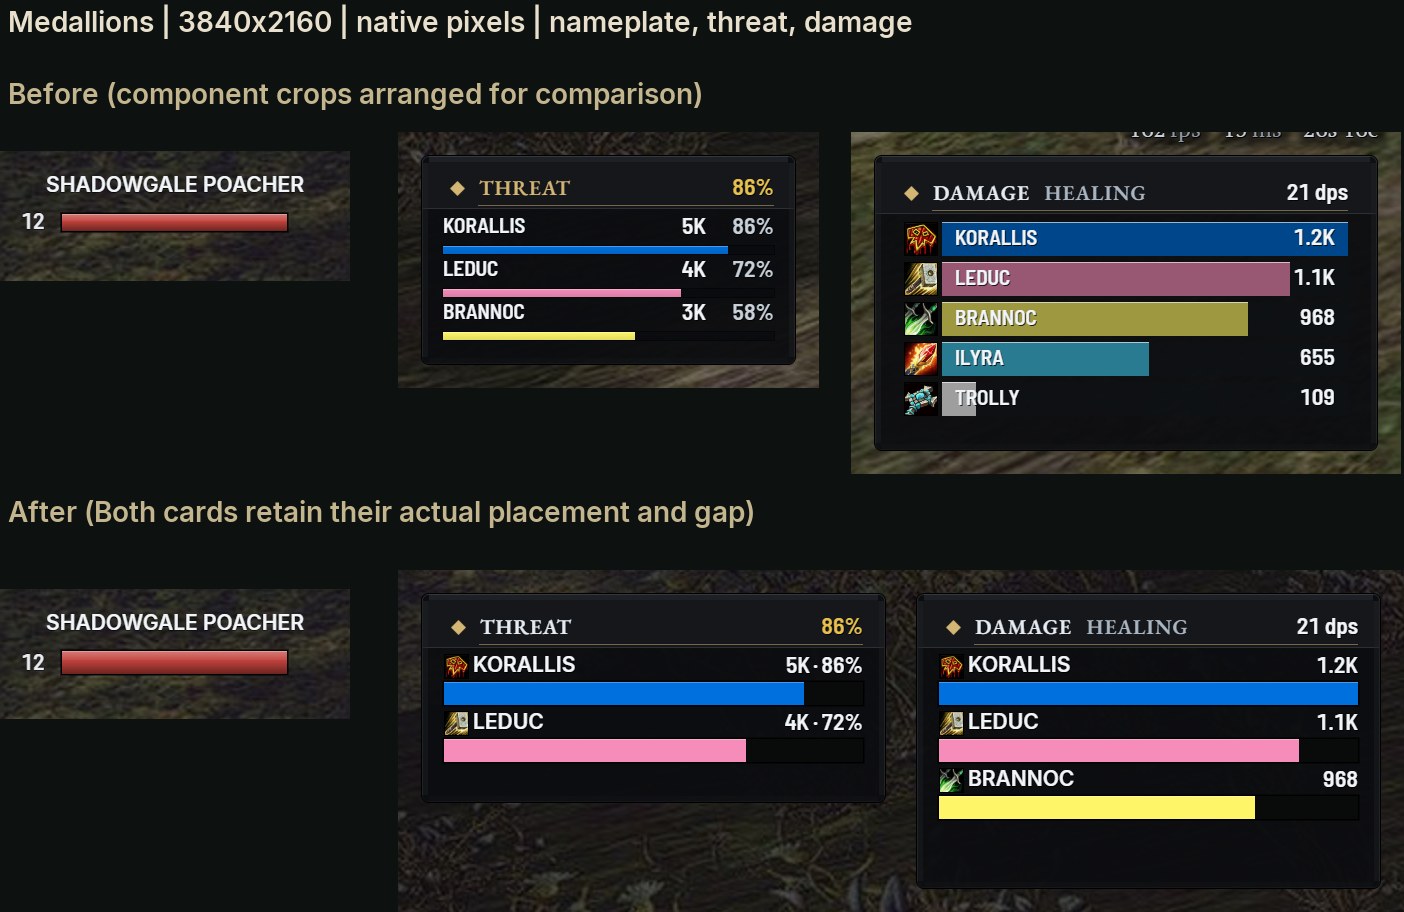 Medallions | 3840x2160 | native pixels | nameplate, threat, damage
Before (component crops arranged for comparison)
SHADOWGALE POACHER
12
THREAT 86%
KORALLIS 5K 86%
LEDUC 4K 72%
BRANNOC 3K 58%
DAMAGE HEALING 21 dps
KORALLIS 1.2K
LEDUC 1.1K
BRANNOC 968
ILYRA 655
TROLLY 109
After (Both cards retain their actual placement and gap)
SHADOWGALE POACHER
12
THREAT 86%
KORALLIS 5K · 86%
LEDUC 4K · 72%
DAMAGE HEALING 21 dps
KORALLIS 1.2K
LEDUC 1.1K
BRANNOC 968